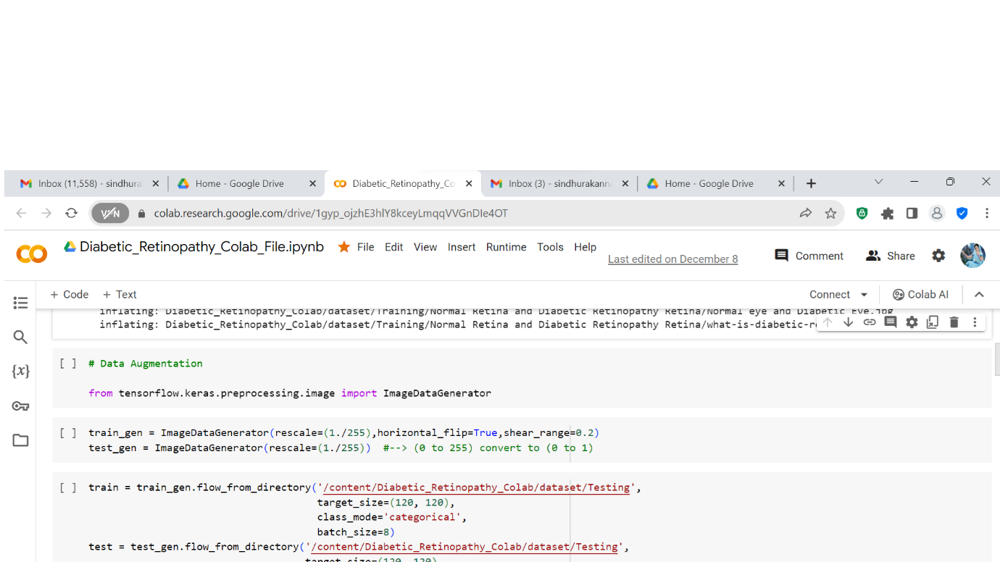 Inbox (11,558) - sindhura
Home - Google Drive
Diabetic_Retinopathy_Co
Inbox (3) - sindhurakann
Home - Google Drive
VPN
colab.research.google.com/drive/1gyp_ojzhE3hlY8kceyLmqqVVGnDIe4OT
Diabetic_Retinopathy_Colab_File.ipynb
File Edit View Insert Runtime Tools Help
Last edited on December 8
Comment
Share
+ Code + Text
Connect
Colab AI
inflating: Diabetic_Retinopathy_Colab/dataset/Training/Normal Retina and Diabetic Retinopathy Retina/Normal eye and Diabetic Eye.jpg
inflating: Diabetic_Retinopathy_Colab/dataset/Training/Normal Retina and Diabetic Retinopathy Retina/what-is-diabetic-r
[ ] # Data Augmentation
from tensorflow.keras.preprocessing.image import ImageDataGenerator
[ ] train_gen = ImageDataGenerator(rescale=(1./255),horizontal_flip=True,shear_range=0.2)
test_gen = ImageDataGenerator(rescale=(1./255)) #--> (0 to 255) convert to (0 to 1)
[ ] train = train_gen.flow_from_directory('/content/Diabetic_Retinopathy_Colab/dataset/Testing',
target_size=(120, 120),
class_mode='categorical',
batch_size=8)
test = test_gen.flow_from_directory('/content/Diabetic_Retinopathy_Colab/dataset/Testing',
target_size=(120, 120)